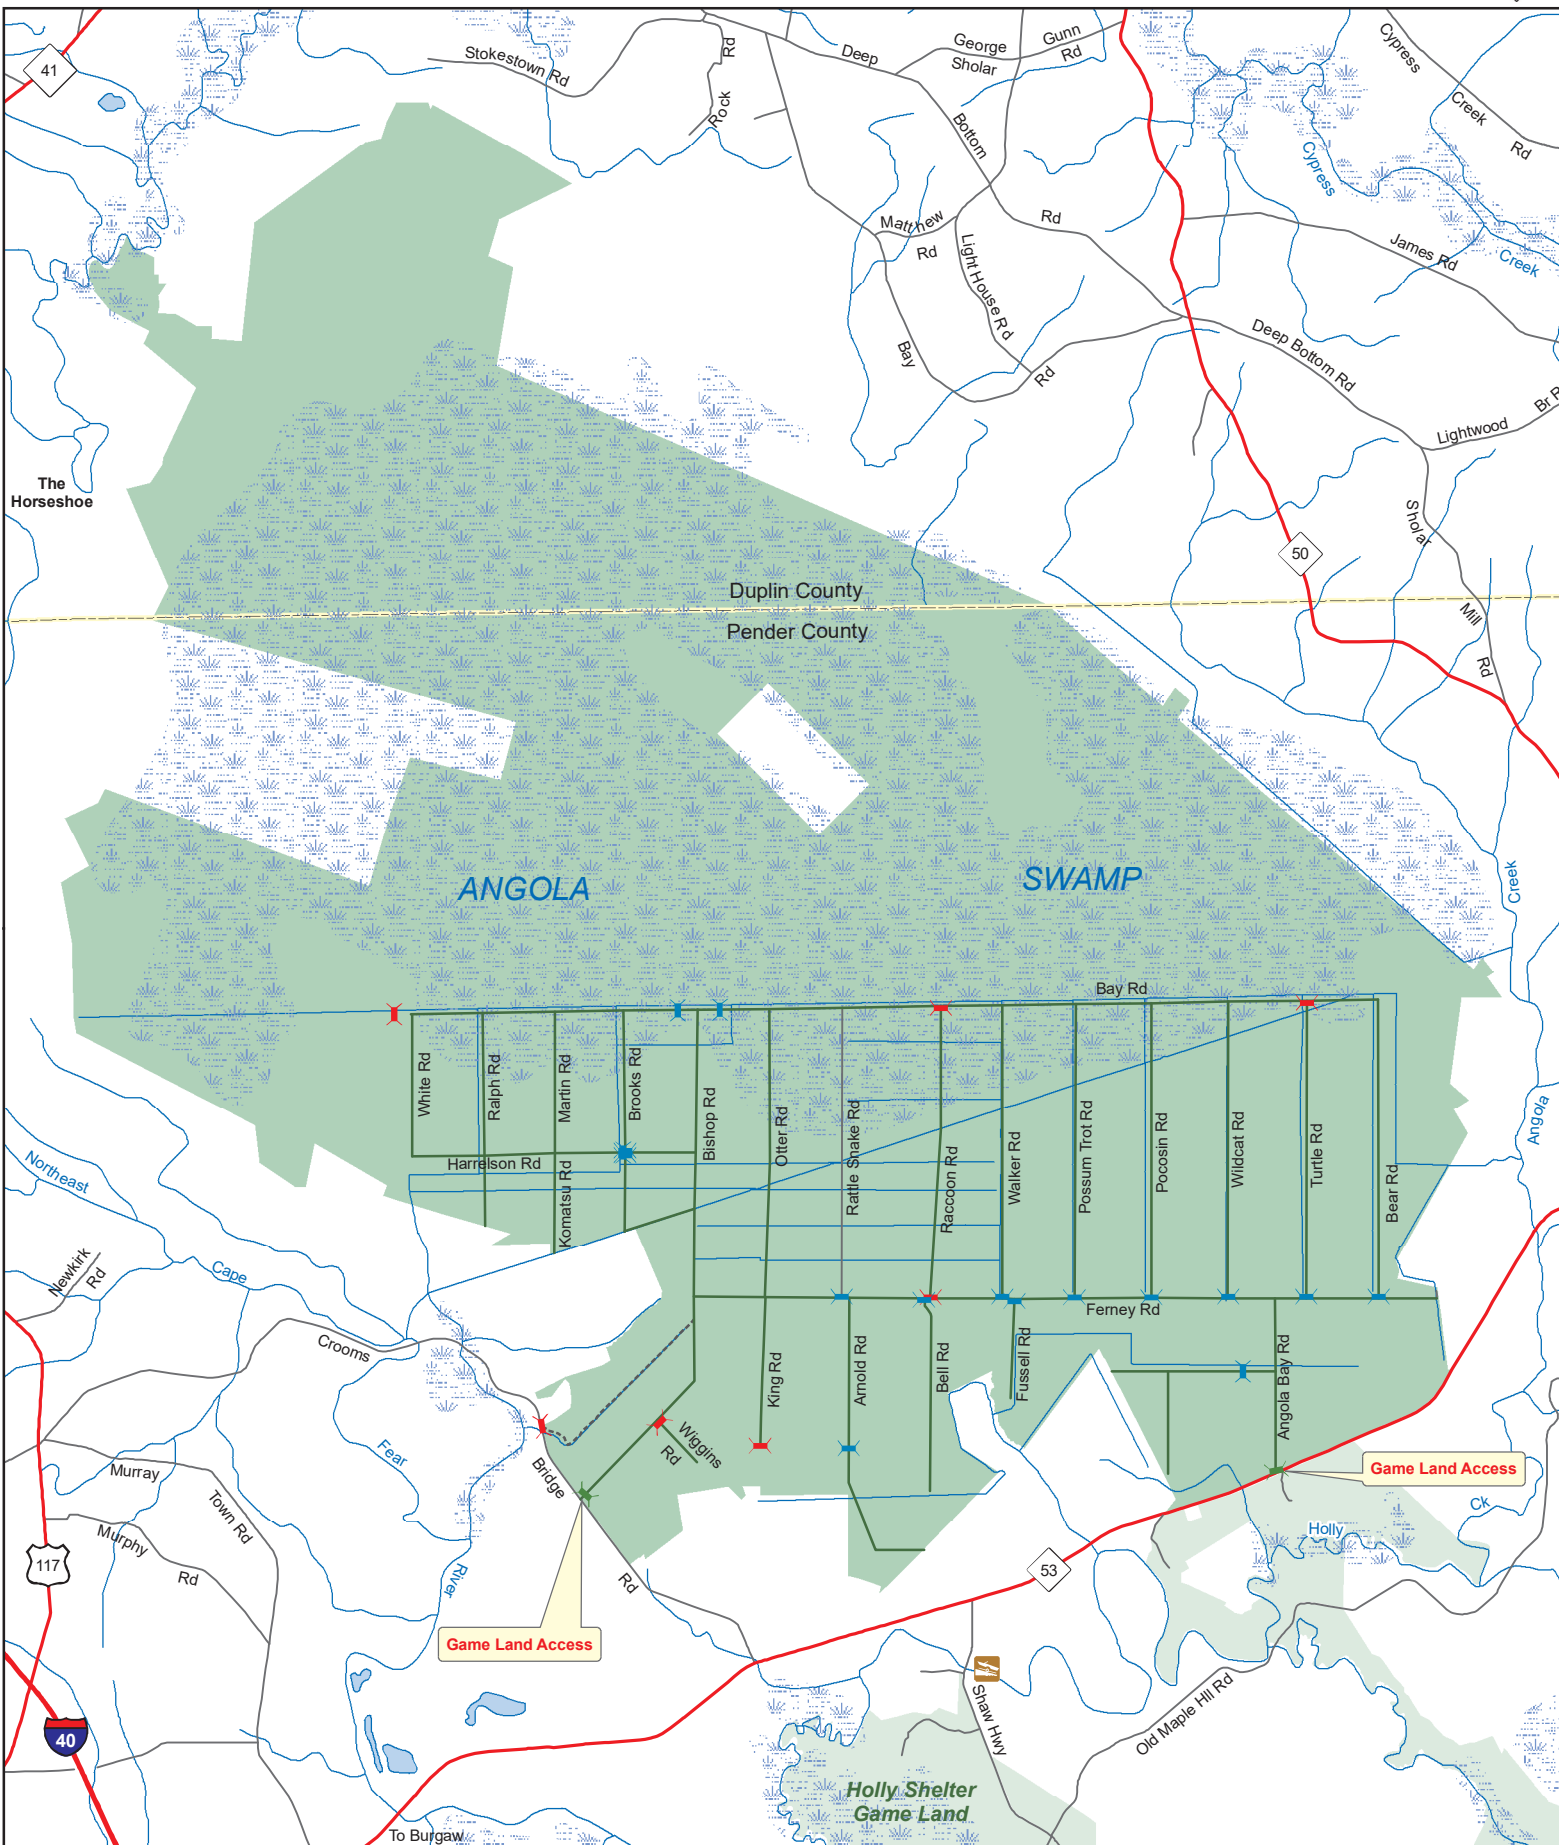 41
Stokestown Rd
Rd
Rock
Deep
George
Sholar
Gunn
Rd
Bottom
Rd
Cypress
Creek
Rd
Cypress
Creek
James Rd
Matthew
Rd
Light House Rd
Bay
Rd
Deep Bottom Rd
Lightwood
Br
The
Horseshoe
50
Sholar
Mill
Rd
Duplin County
Pender County
ANGOLA
SWAMP
Creek
Angola
Bay Rd
White Rd
Ralph Rd
Martin Rd
Brooks Rd
Bishop Rd
Otter Rd
Rattle Snake Rd
Raccoon Rd
Walker Rd
Possum Trot Rd
Pocosin Rd
Wildcat Rd
Turtle Rd
Bear Rd
Harrelson Rd
Komatsu Rd
Northeast
Cape
Fear
River
Newkirk
Rd
Crooms
Bridge
Rd
Ferney Rd
King Rd
Arnold Rd
Bell Rd
Fussell Rd
Angola Bay Rd
Wiggins
Rd
Game Land Access
Murray
Town Rd
Murphy
Rd
117
Ck
Holly
53
Game Land Access
Shaw Hwy
Old Maple HIl Rd
40
Holly Shelter
Game Land
To Burgaw